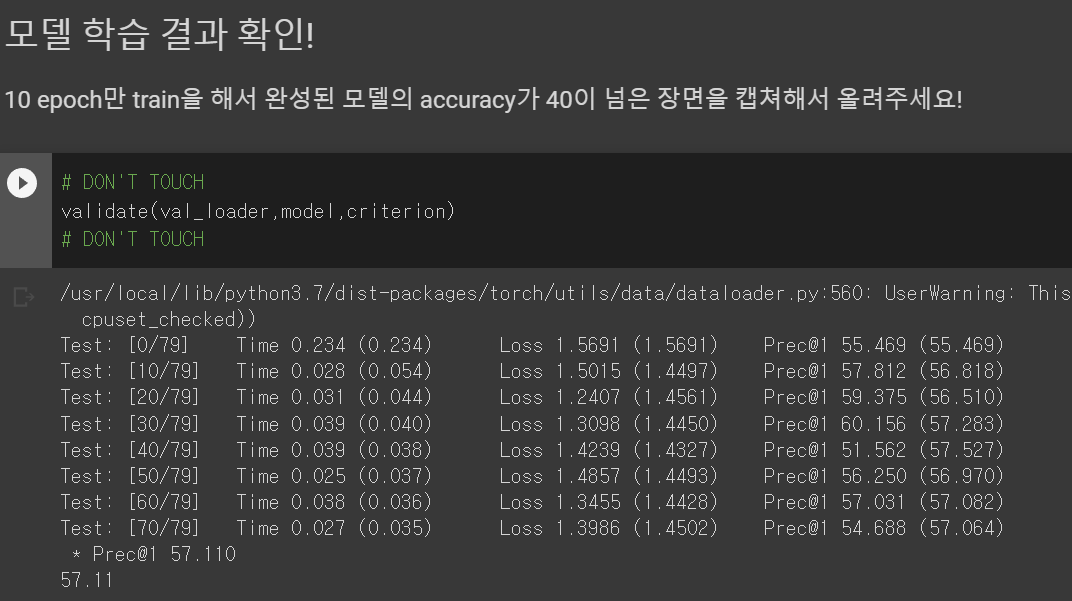 모델 학습 결과 확인!
10 epoch만 train을 해서 완성된 모델의 accuracy가 40이 넘은 장면을 캡쳐해서 올려주세요!
# DON'T TOUCH
validate(val_loader,model,criterion)
# DON'T TOUCH
/usr/local/lib/python3.7/dist-packages/torch/utils/data/dataloader.py:560: UserWarning: This
cpuset_checked))
Test: [0/79] Time 0.234 (0.234) Loss 1.5691 (1.5691) Prec@1 55.469 (55.469)
Test: [10/79] Time 0.028 (0.054) Loss 1.5015 (1.4497) Prec@1 57.812 (56.818)
Test: [20/79] Time 0.031 (0.044) Loss 1.2407 (1.4561) Prec@1 59.375 (56.510)
Test: [30/79] Time 0.039 (0.040) Loss 1.3098 (1.4450) Prec@1 60.156 (57.283)
Test: [40/79] Time 0.039 (0.038) Loss 1.4239 (1.4327) Prec@1 51.562 (57.527)
Test: [50/79] Time 0.025 (0.037) Loss 1.4857 (1.4493) Prec@1 56.250 (56.970)
Test: [60/79] Time 0.038 (0.036) Loss 1.3455 (1.4428) Prec@1 57.031 (57.082)
Test: [70/79] Time 0.027 (0.035) Loss 1.3986 (1.4502) Prec@1 54.688 (57.064)
* Prec@1 57.110
57.11